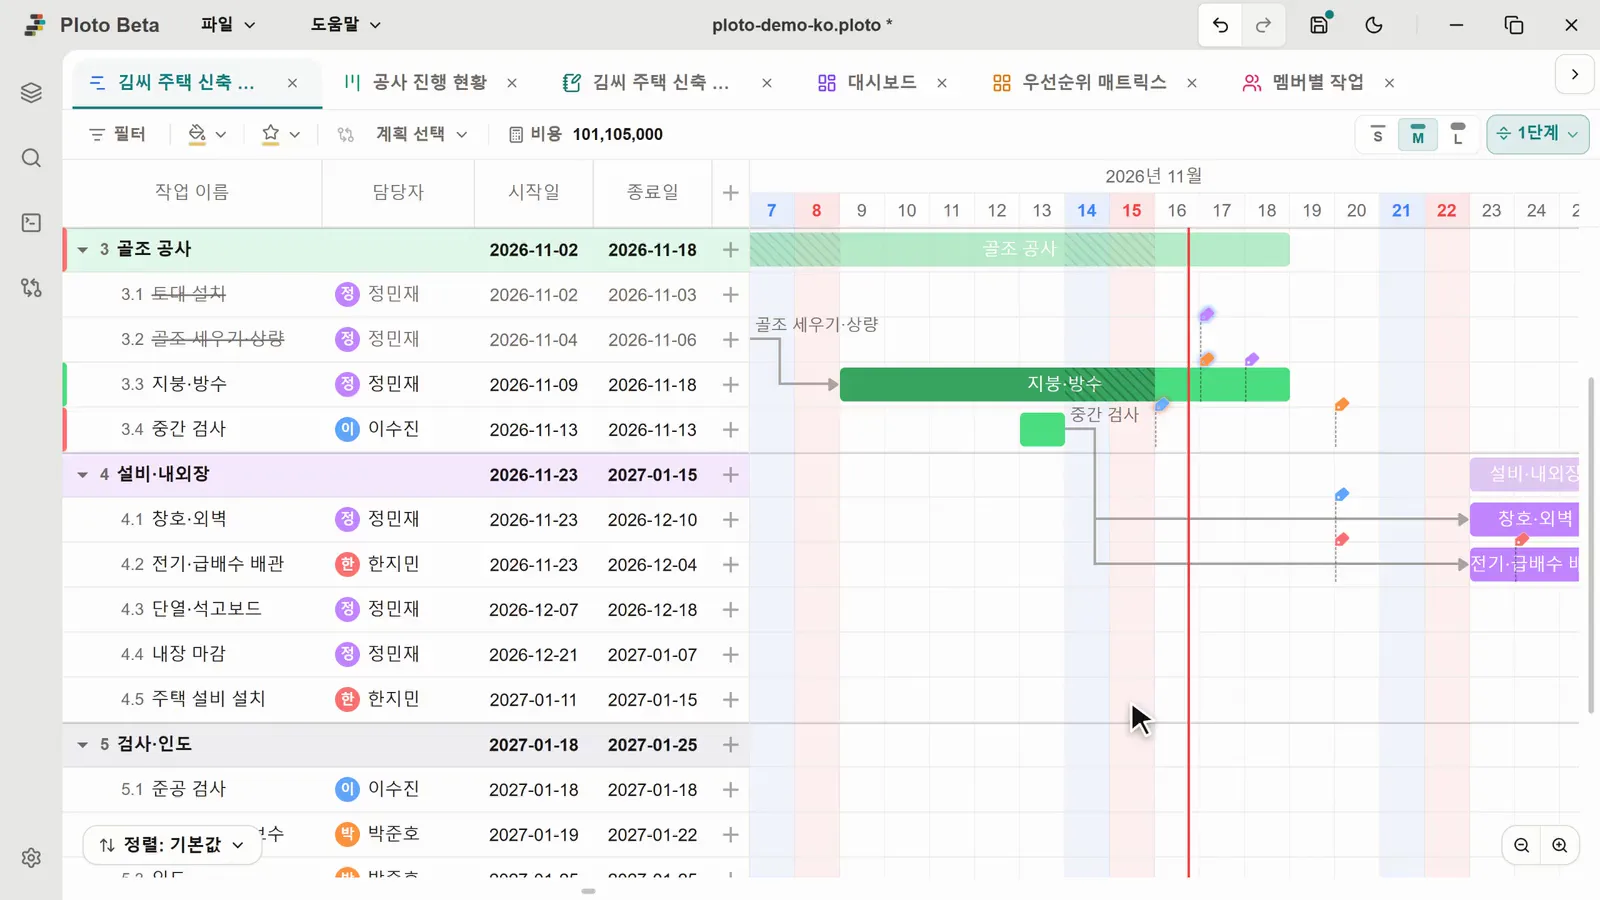 Ploto Beta 파일 도움말 ploto-demo-ko.ploto *
김씨 주택 신축 ... 공사 진행 현황 김씨 주택 신축 ... 대시보드 우선순위 매트릭스 멤버별 작업
필터 계획 선택 비용 101,105,000 S M L 1단계
작업 이름 담당자 시작일 종료일
2026년 11월
7 8 9 10 11 12 13 14 15 16 17 18 19 20 21 22 23 24
3 골조 공사 2026-11-02 2026-11-18 골조 공사
3.1 토대 설치 정 정민재 2026-11-02 2026-11-03
3.2 골조 세우기·상량 정 정민재 2026-11-04 2026-11-06 골조 세우기·상량
3.3 지붕·방수 정 정민재 2026-11-09 2026-11-18 지붕·방수
3.4 중간 검사 이 이수진 2026-11-13 2026-11-13 중간 검사
4 설비·내외장 2026-11-23 2027-01-15 설비·내외장
4.1 창호·외벽 정 정민재 2026-11-23 2026-12-10 창호·외벽
4.2 전기·급배수 배관 한 한지민 2026-11-23 2026-12-04 전기·급배수
4.3 단열·석고보드 정 정민재 2026-12-07 2026-12-18
4.4 내장 마감 정 정민재 2026-12-21 2027-01-07
4.5 주택 설비 설치 한 한지민 2027-01-11 2027-01-15
5 검사·인도 2027-01-18 2027-01-25
5.1 준공 검사 이 이수진 2027-01-18 2027-01-18
박 박준호 2027-01-19 2027-01-22
정렬: 기본값